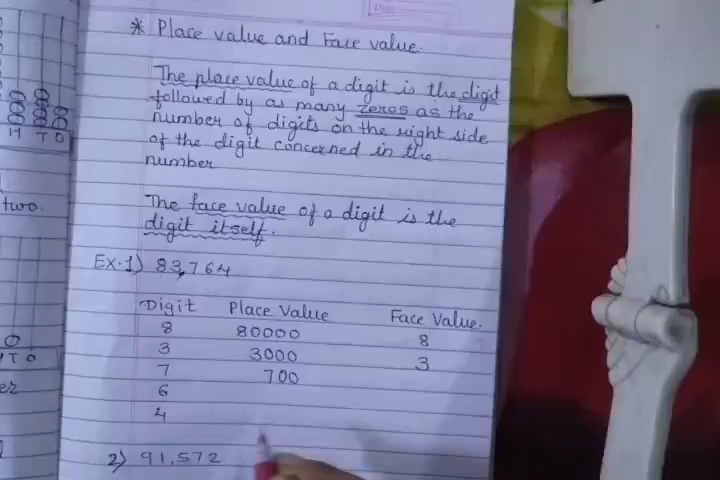 * Place value and Face value.
The place value of a digit is the digit
followed by as many zeros as the
number of digits on the right side
of the digit concerned in the
number
The face value of a digit is the
digit itself.
Ex.1) 83,764
Digit Place Value Face Value.
8 80000 8
3 3000 3
7 700
6
4
2) 91,572
H T O
two.
T O
er